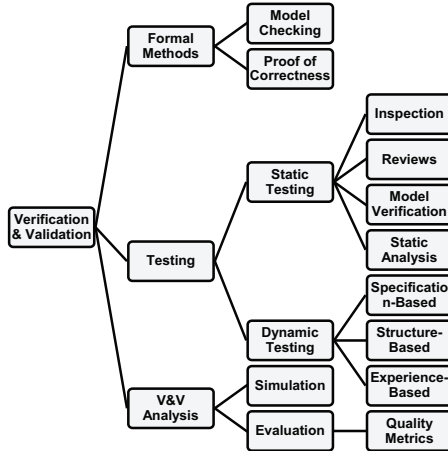 Formal
Methods
Model
Checking
Proof of
Correctness
Verification
& Validation
Testing
Static
Testing
Inspection
Reviews
Model
Verification
Static
Analysis
Dynamic
Testing
Specificatio
n-Based
Structure-
Based
Experience-
Based
V&V
Analysis
Simulation
Evaluation
Quality
Metrics